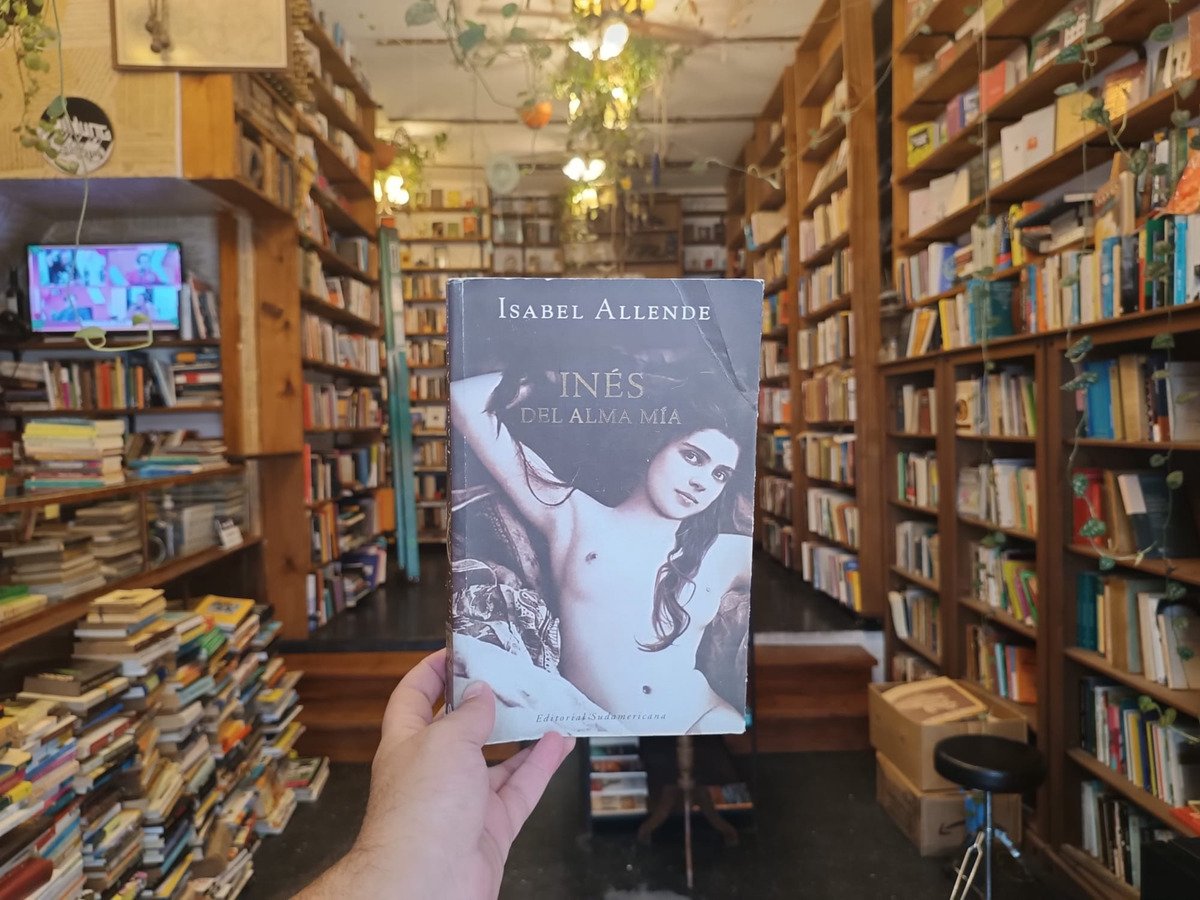 ISABEL ALLENDE
INÉS
DEL ALMA MÍA
Editorial Sudamericana